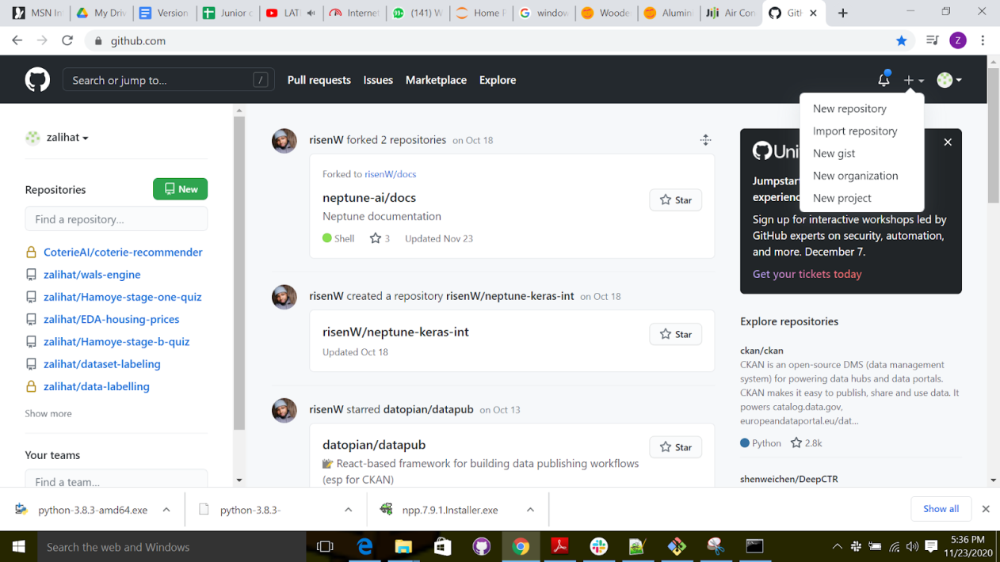 MSN In
My Driv
Version
Junior c
LATI
Internet
99+
(141) W
Home P
window
Woode
Alumini
Jiji Air Con
GitH
github.com
Z
Search or jump to...
/
Pull requests
Issues
Marketplace
Explore
New repository
Import repository
New gist
New organization
New project
zalihat
Repositories
New
Find a repository...
CoterieAI/coterie-recommender
zalihat/wals-engine
zalihat/Hamoye-stage-one-quiz
zalihat/EDA-housing-prices
zalihat/Hamoye-stage-b-quiz
zalihat/dataset-labeling
zalihat/data-labelling
Show more
Your teams
Find a team...
risenW forked 2 repositories on Oct 18
Forked to risenW/docs
neptune-ai/docs
Star
Neptune documentation
Shell 3 Updated Nov 23
risenW created a repository risenW/neptune-keras-int on Oct 18
risenW/neptune-keras-int
Star
Updated Oct 18
risenW starred datopian/datapub on Oct 13
datopian/datapub
Star
React-based framework for building data publishing workflows
(esp for CKAN)
Uni
Jumpstart
experienc
Sign up for interactive workshops led by
GitHub experts on security, automation,
and more. December 7.
Get your tickets today
Explore repositories
ckan/ckan
CKAN is an open-source DMS (data management
system) for powering data hubs and data portals.
CKAN makes it easy to publish, share and use data. It
powers catalog.data.gov,
europeandataportal.eu/dat...
Python 2.8k
shenweichen/DeepCTR
python-3.8.3-amd64.exe
python-3.8.3-
npp.7.9.1.Installer.exe
Show all
Search the web and Windows
5:36 PM
11/23/2020